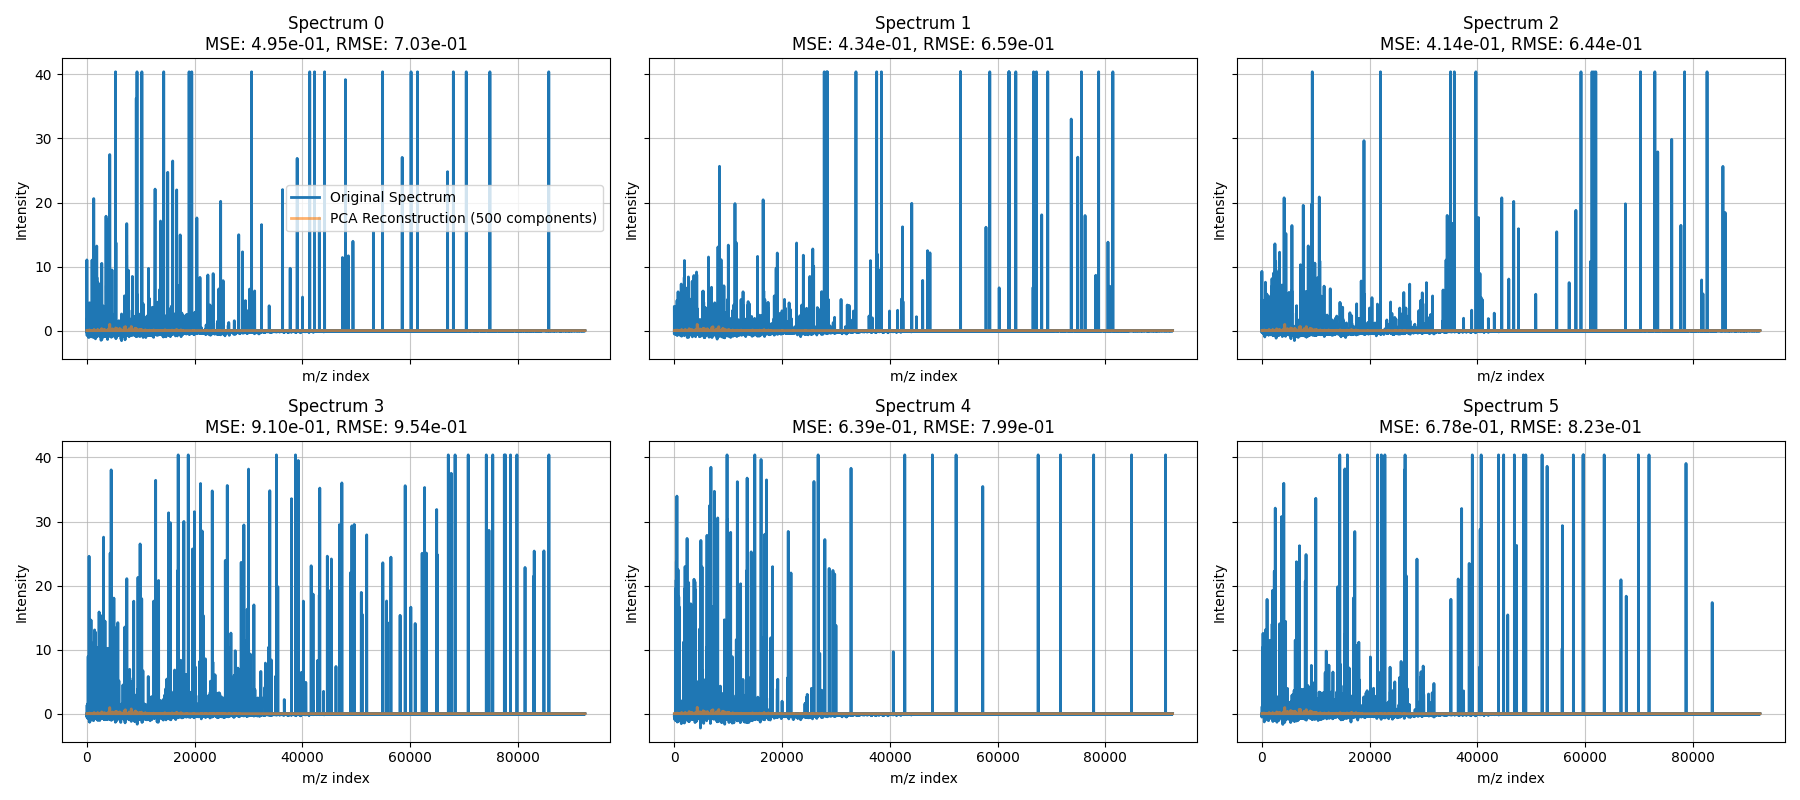 Spectrum 0
MSE: 4.95e-01, RMSE: 7.03e-01
Spectrum 1
MSE: 4.34e-01, RMSE: 6.59e-01
Spectrum 2
MSE: 4.14e-01, RMSE: 6.44e-01
40
30
20
10
0
Intensity
Original Spectrum
PCA Reconstruction (500 components)
Intensity
Intensity
m/z index
m/z index
m/z index
Spectrum 3
MSE: 9.10e-01, RMSE: 9.54e-01
Spectrum 4
MSE: 6.39e-01, RMSE: 7.99e-01
Spectrum 5
MSE: 6.78e-01, RMSE: 8.23e-01
40
30
20
10
0
Intensity
Intensity
Intensity
0 20000 40000 60000 80000
0 20000 40000 60000 80000
0 20000 40000 60000 80000
m/z index
m/z index
m/z index